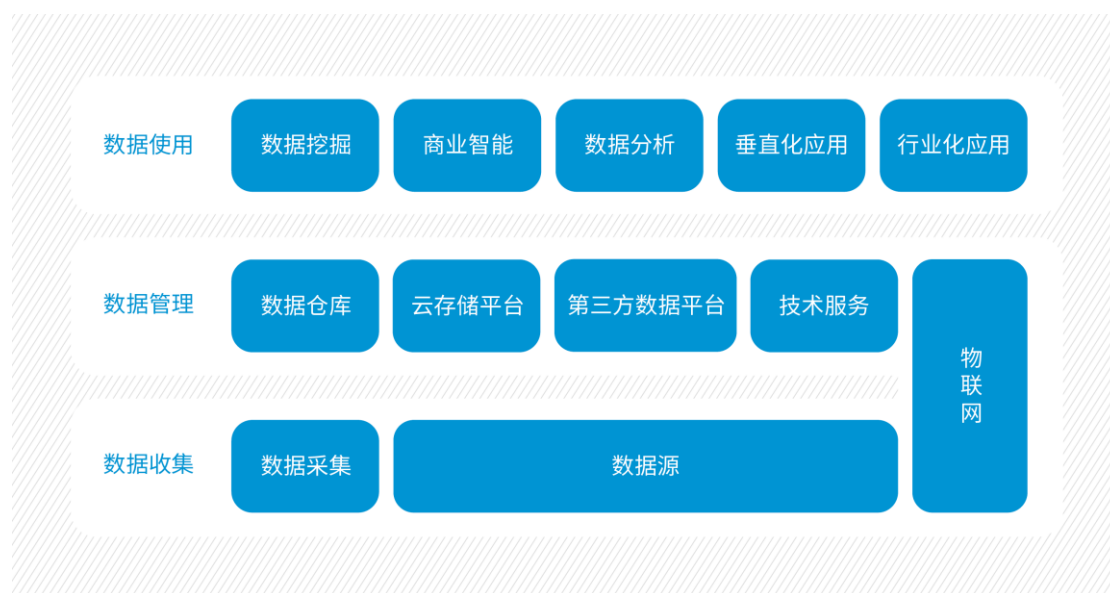 数据使用
数据挖掘
商业智能
数据分析
垂直化应用
行业化应用
数据管理
数据仓库
云存储平台
第三方数据平台
技术服务
物联网
数据收集
数据采集
数据源